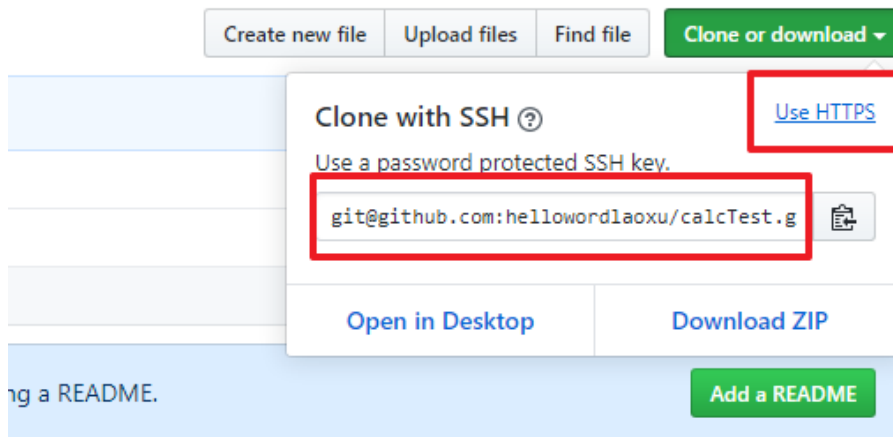 Create new file Upload files Find file Clone or download
Clone with SSH Use HTTPS
Use a password protected SSH key.
git@github.com:hellowordlaoxu/calcTest.g
Open in Desktop Download ZIP
ng a README. Add a README